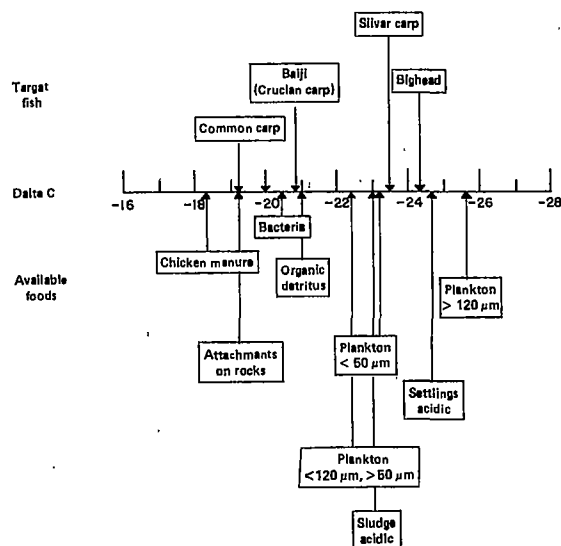 Silver carp
Target
fish
Baiji
(Crucian carp)
Bighead
Common carp
Delta C
-16 -18 -20 -22 -24 -26 -28
Bacteria
Available
foods
Chicken manure
Organic
detritus
Plankton
> 120 µm
Attachments
on rocks
Plankton
< 50 µm
Settlings
acidic
Plankton
<120 µm, >50 µm
Sludge
acidic